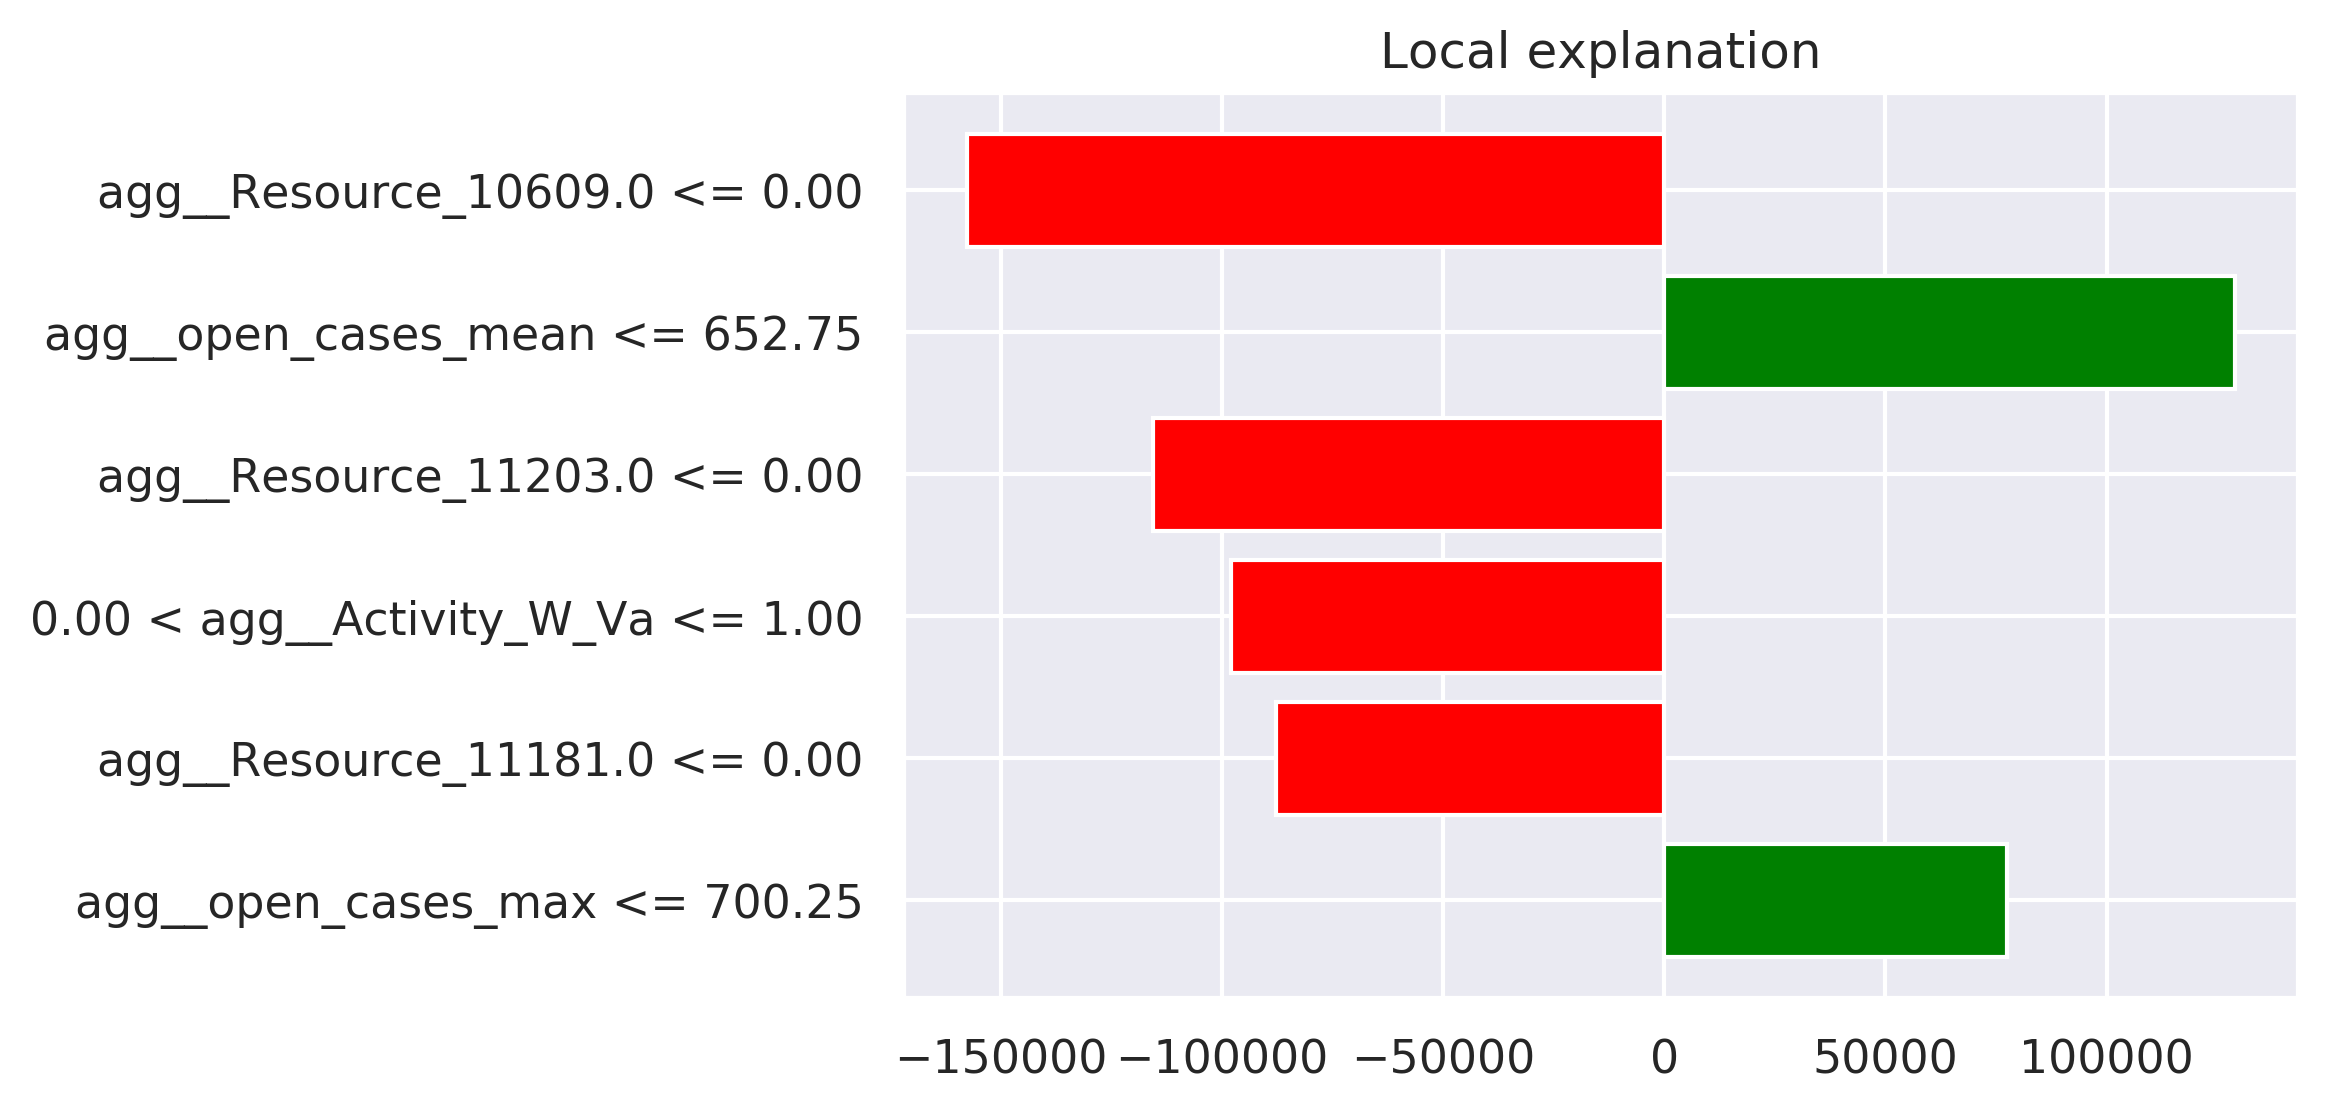 Local explanation
agg__Resource_10609.0 <= 0.00
agg__open_cases_mean <= 652.75
agg__Resource_11203.0 <= 0.00
0.00 < agg__Activity_W_Va <= 1.00
agg__Resource_11181.0 <= 0.00
agg__open_cases_max <= 700.25
−150000 −100000 −50000 0 50000 100000